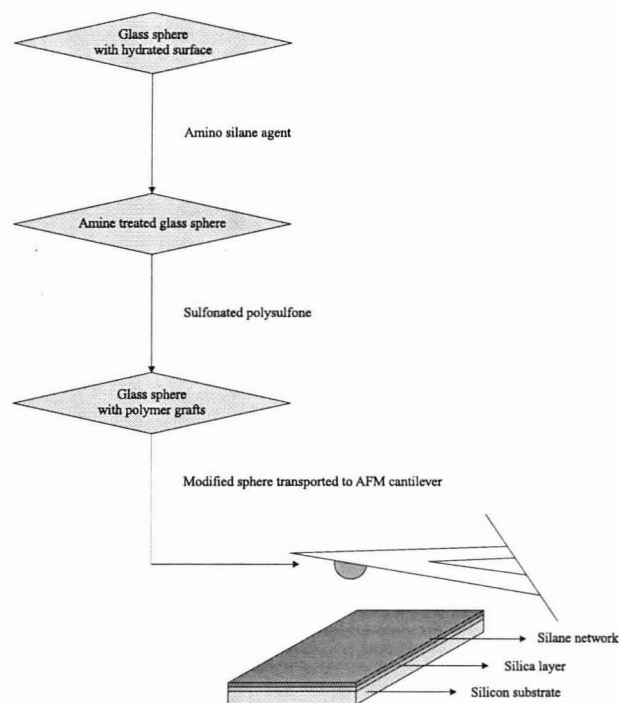 Glass sphere
with hydrated surface
Amino silane agent
Amine treated glass sphere
Sulfonated polysulfone
Glass sphere
with polymer grafts
Modified sphere transported to AFM cantilever
Silane network
Silica layer
Silicon substrate